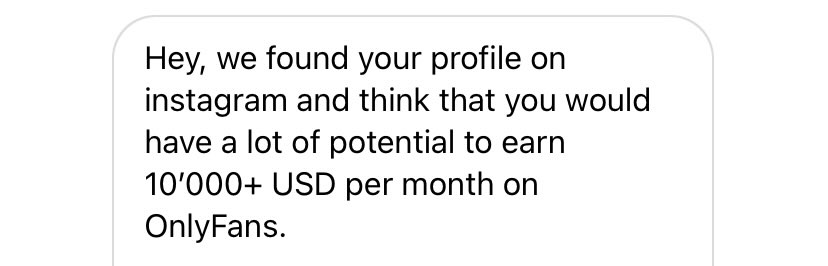 Hey, we found your profile on
instagram and think that you would
have a lot of potential to earn
10’000+ USD per month on
OnlyFans.